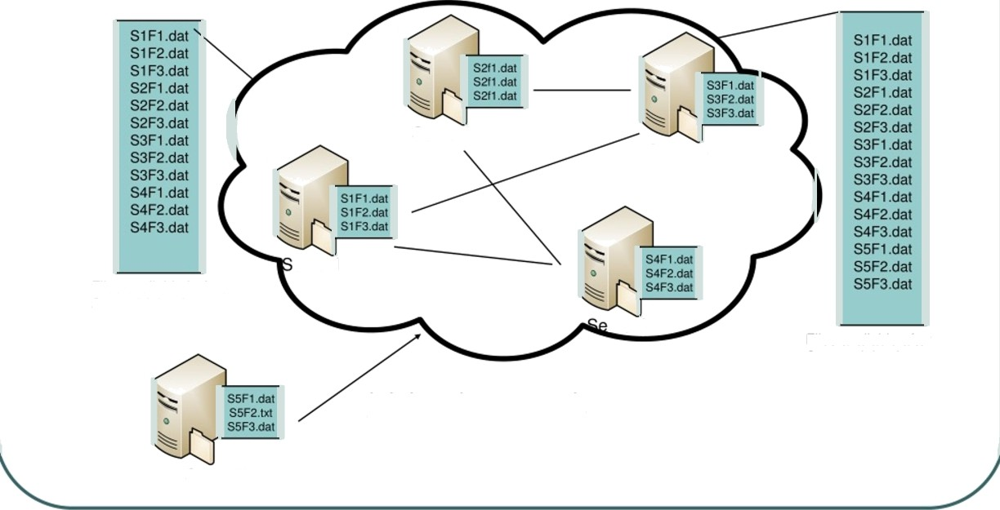 S1F1.dat
S1F2.dat
S1F3.dat
S2F1.dat
S2F2.dat
S2F3.dat
S3F1.dat
S3F2.dat
S3F3.dat
S4F1.dat
S4F2.dat
S4F3.dat
S2f1.dat
S2f1.dat
S2f1.dat
S3F1.dat
S3F2.dat
S3F3.dat
S1F1.dat
S1F2.dat
S1F3.dat
S
S4F1.dat
S4F2.dat
S4F3.dat
Se
S1F1.dat
S1F2.dat
S1F3.dat
S2F1.dat
S2F2.dat
S2F3.dat
S3F1.dat
S3F2.dat
S3F3.dat
S4F1.dat
S4F2.dat
S4F3.dat
S5F1.dat
S5F2.dat
S5F3.dat
S5F1.dat
S5F2.txt
S5F3.dat